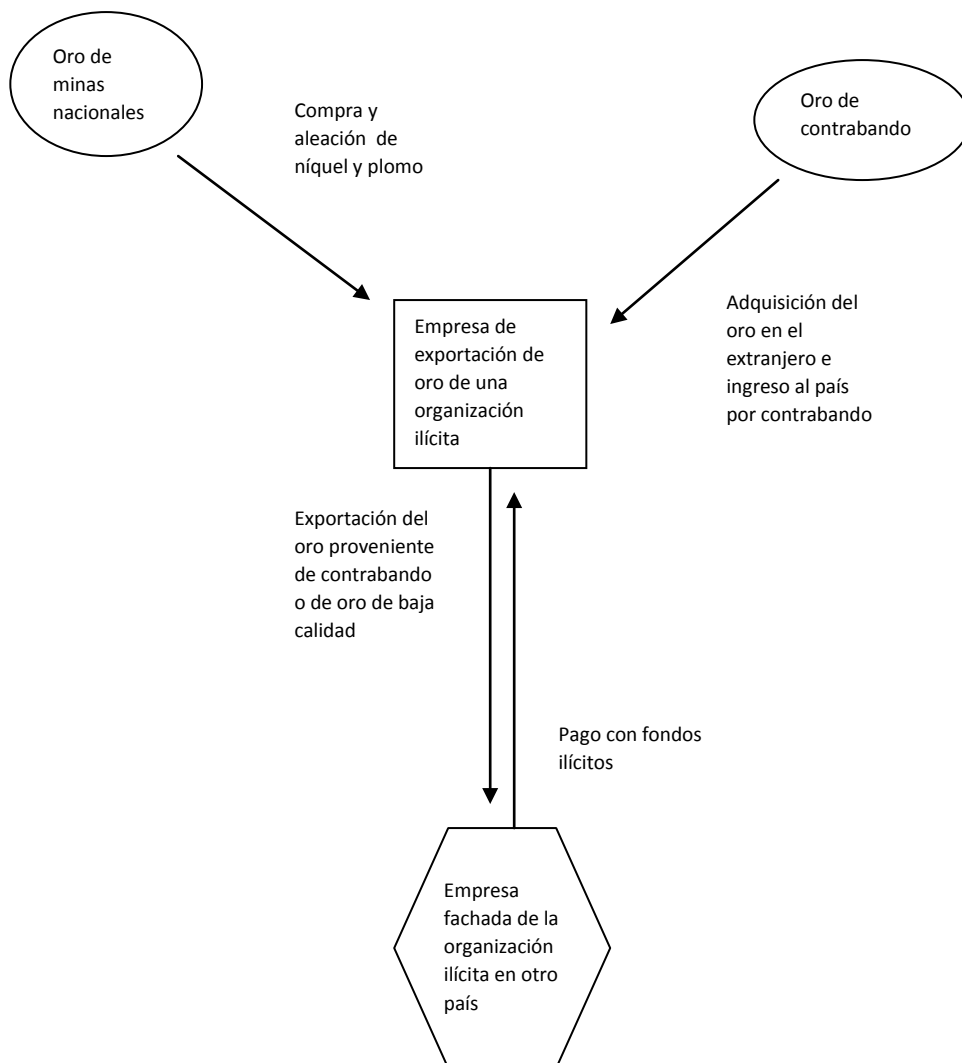 Oro de
minas
nacionales
Compra y
aleación de
níquel y plomo
Oro de
contrabando
Adquisición del
oro en el
extranjero e
ingreso al país
por contrabando
Empresa de
exportación de
oro de una
organización
ilícita
Exportación del
oro proveniente
de contrabando
o de oro de baja
calidad
Pago con fondos
ilícitos
Empresa
fachada de la
organización
ilícita en otro
país